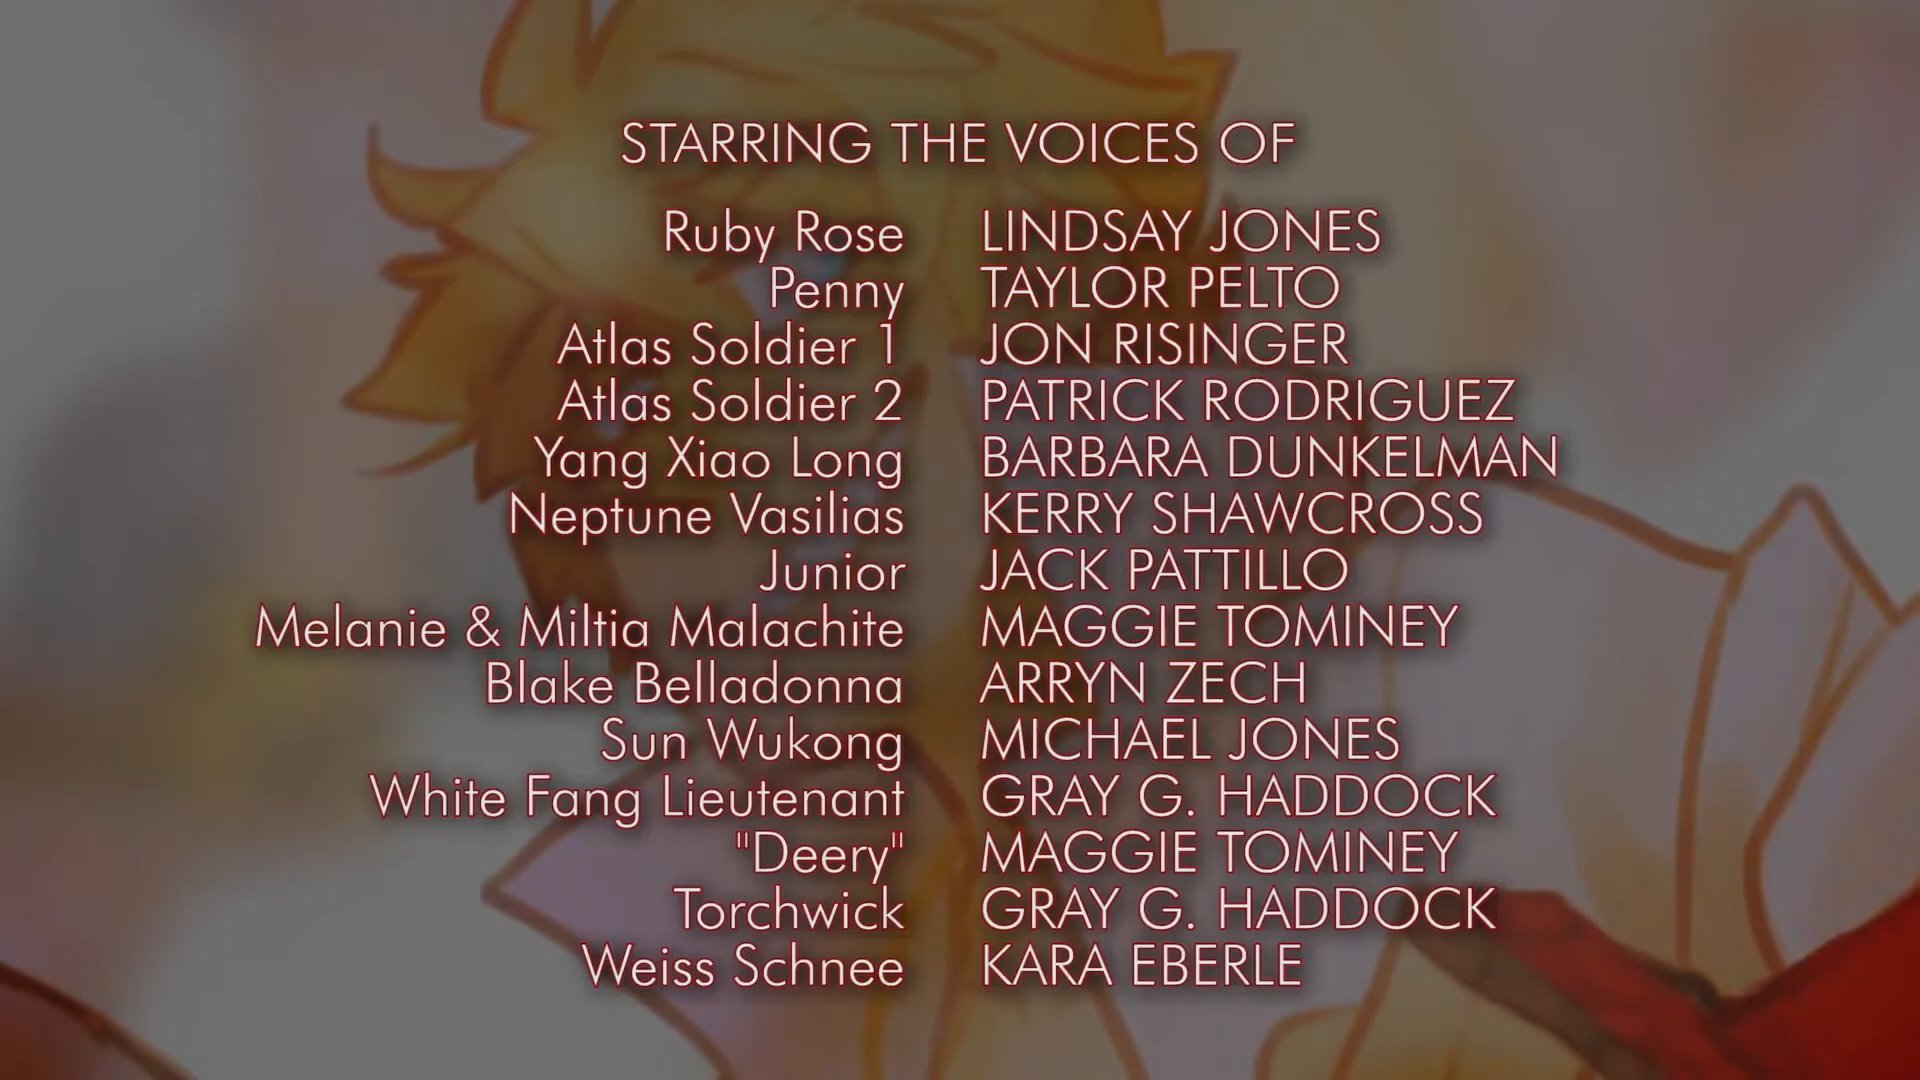 STARRING THE VOICES OF
Ruby Rose LINDSAY JONES
Penny TAYLOR PELTO
Atlas Soldier 1 JON RISINGER
Atlas Soldier 2 PATRICK RODRIGUEZ
Yang Xiao Long BARBARA DUNKELMAN
Neptune Vasilias KERRY SHAWCROSS
Junior JACK PATTILLO
Melanie & Miltia Malachite MAGGIE TOMINEY
Blake Belladonna ARRYN ZECH
Sun Wukong MICHAEL JONES
White Fang Lieutenant GRAY G. HADDOCK
"Deery" MAGGIE TOMINEY
Torchwick GRAY G. HADDOCK
Weiss Schnee KARA EBERLE